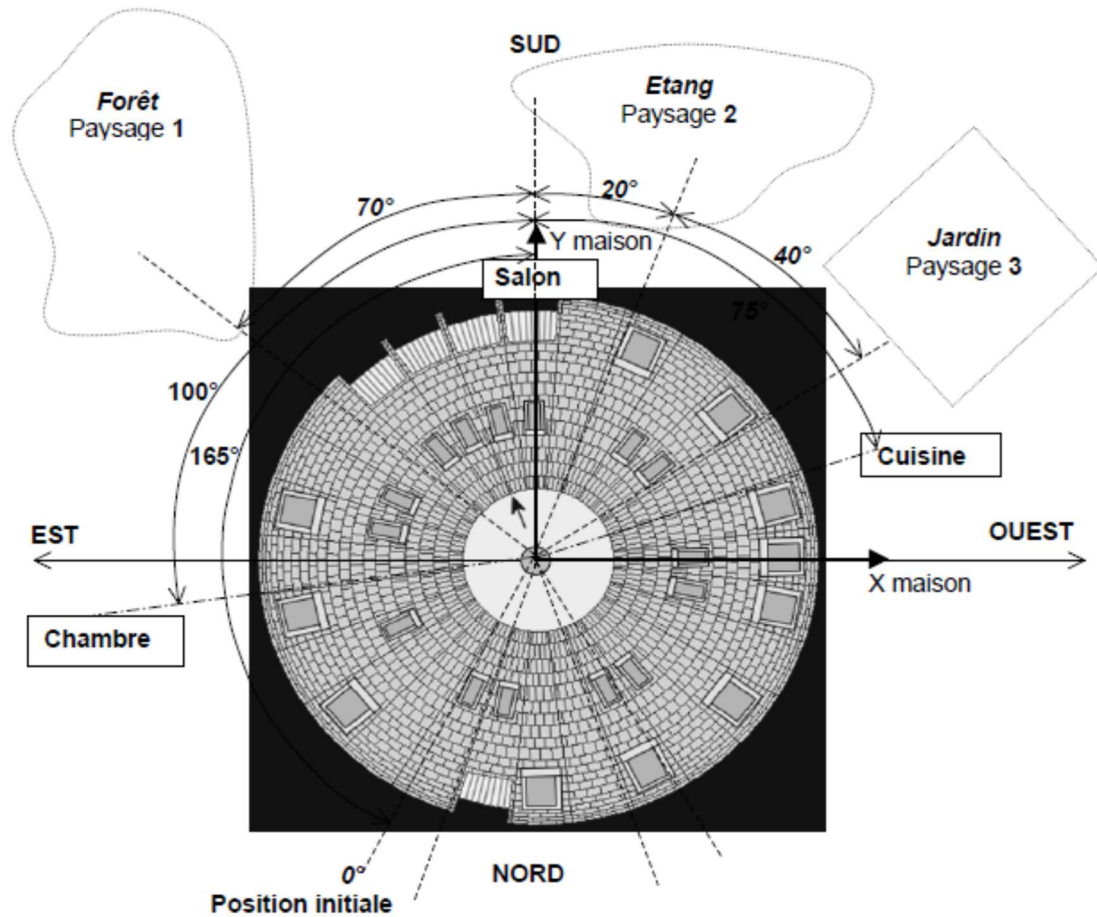 SUD
Forêt
Paysage 1
Etang
Paysage 2
70°
20°
Y maison
40°
Jardin
Paysage 3
Salon
75°
100°
165°
Cuisine
EST
OUEST
X maison
Chambre
0°
NORD
Position initiale